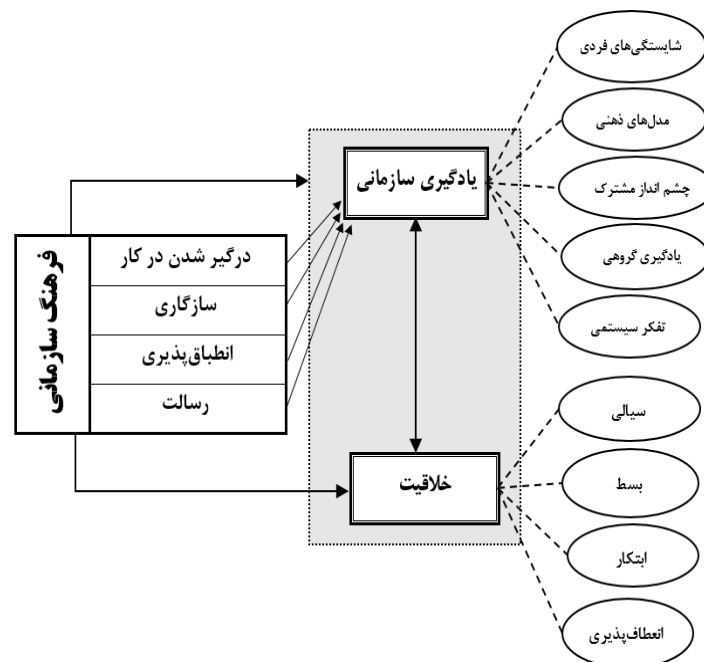 فرهنگ سازمانی
درگیر شدن در کار
سازگاری
انطباق‌پذیری
رسالت
یادگیری سازمانی
خلاقیت
شایستگی‌های فردی
مدل‌های ذهنی
چشم انداز مشترک
یادگیری گروهی
تفکر سیستمی
سیالی
بسط
ابتکار
انعطاف‌پذیری